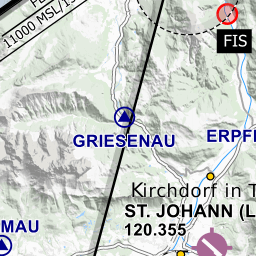 11000 MSL/1
FIS
GRIESENAU
ERPF
Kirchdorf in T
ST. JOHANN (L
120.355
MAU